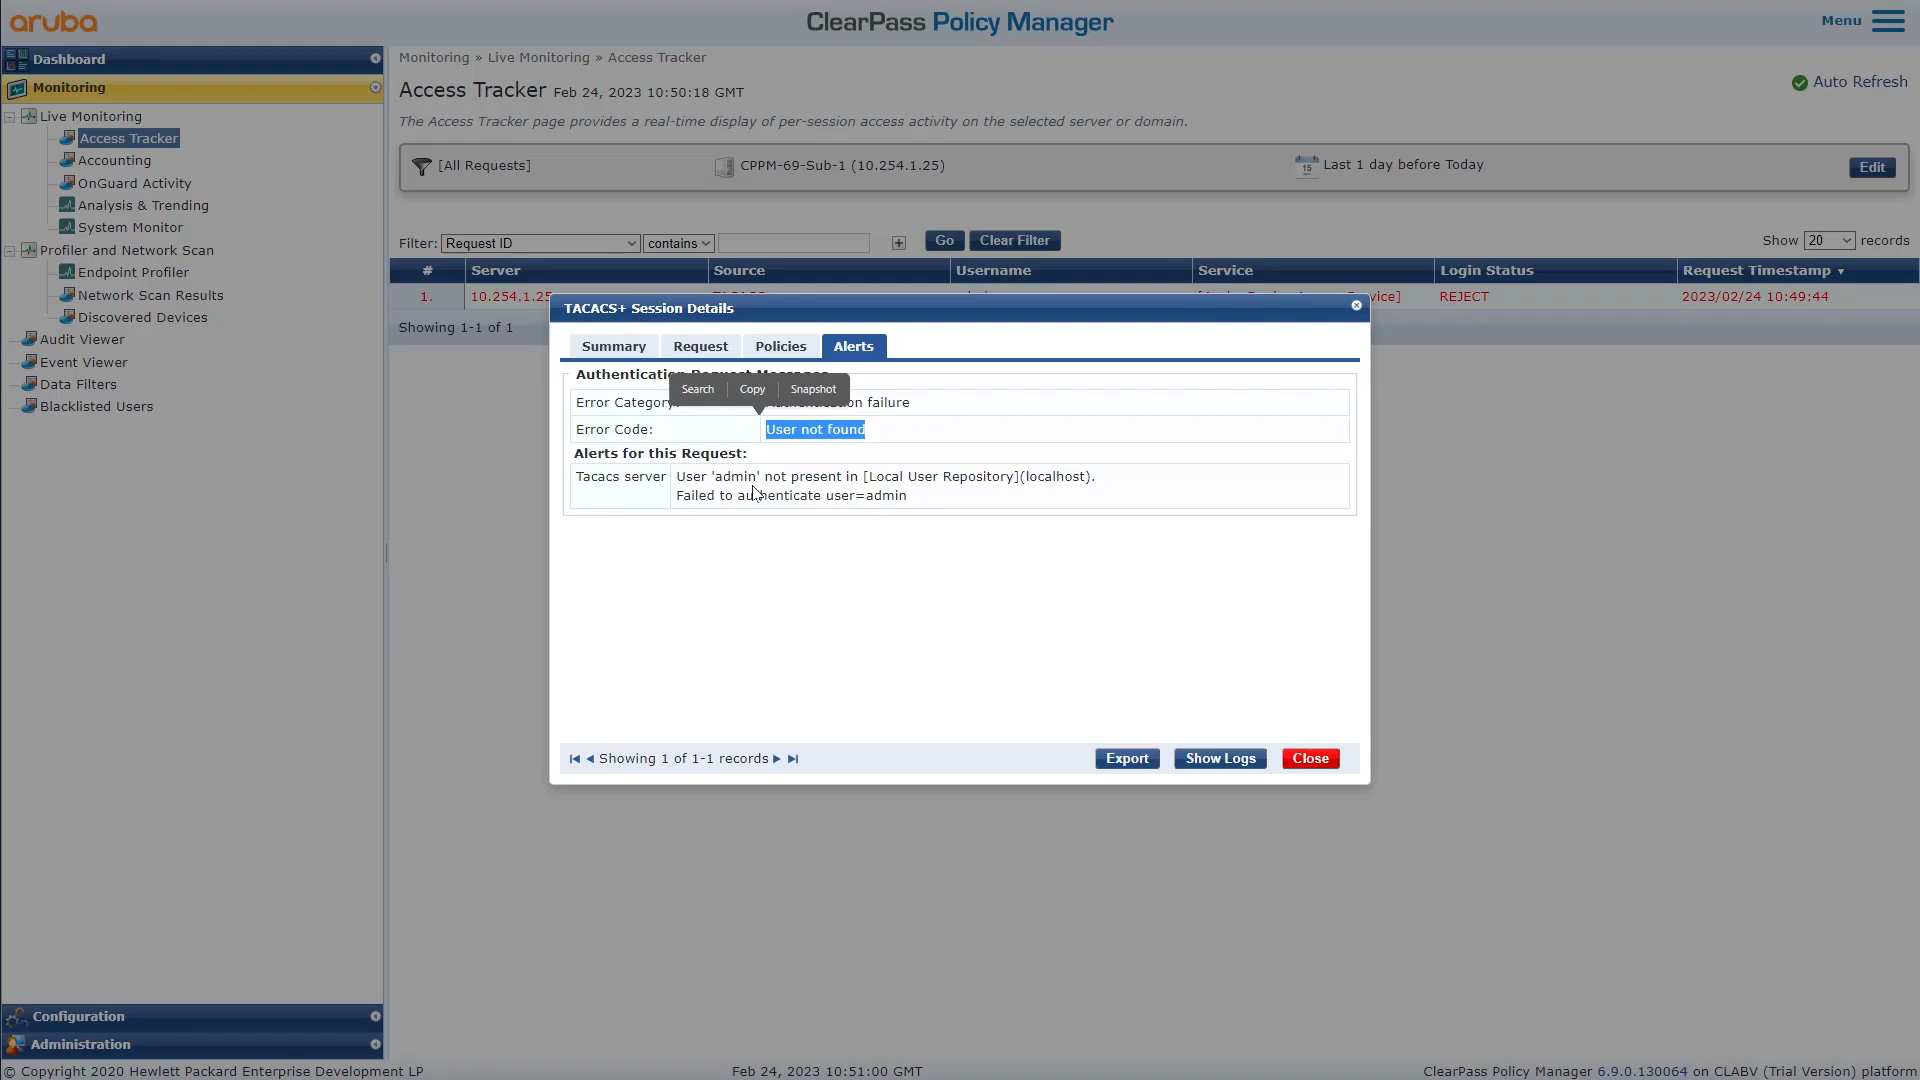 aruba
ClearPass Policy Manager
Menu
Dashboard
Monitoring
Live Monitoring
Access Tracker
Accounting
OnGuard Activity
Analysis & Trending
System Monitor
Profiler and Network Scan
Endpoint Profiler
Network Scan Results
Discovered Devices
Audit Viewer
Event Viewer
Data Filters
Blacklisted Users
Configuration
Administration
Monitoring » Live Monitoring » Access Tracker
Access Tracker Feb 24, 2023 10:50:18 GMT
Auto Refresh
The Access Tracker page provides a real-time display of per-session access activity on the selected server or domain.
[All Requests] CPPM-69-Sub-1 (10.254.1.25) 15 Last 1 day before Today Edit
Filter: Request ID contains + Go Clear Filter Show 20 records
# Server Source Username Service Login Status Request Timestamp ▼
1. 10.254.1.25 REJECT 2023/02/24 10:49:44
Showing 1-1 of 1
TACACS+ Session Details
Summary Request Policies Alerts
Search Copy Snapshot
Error Category: failure
Error Code: User not found
Alerts for this Request:
Tacacs server User 'admin' not present in [Local User Repository](localhost).
Failed to authenticate user=admin
Showing 1 of 1-1 records
Export Show Logs Close
© Copyright 2020 Hewlett Packard Enterprise Development LP Feb 24, 2023 10:51:00 GMT ClearPass Policy Manager 6.9.0.130064 on CLABV (Trial Version) platform